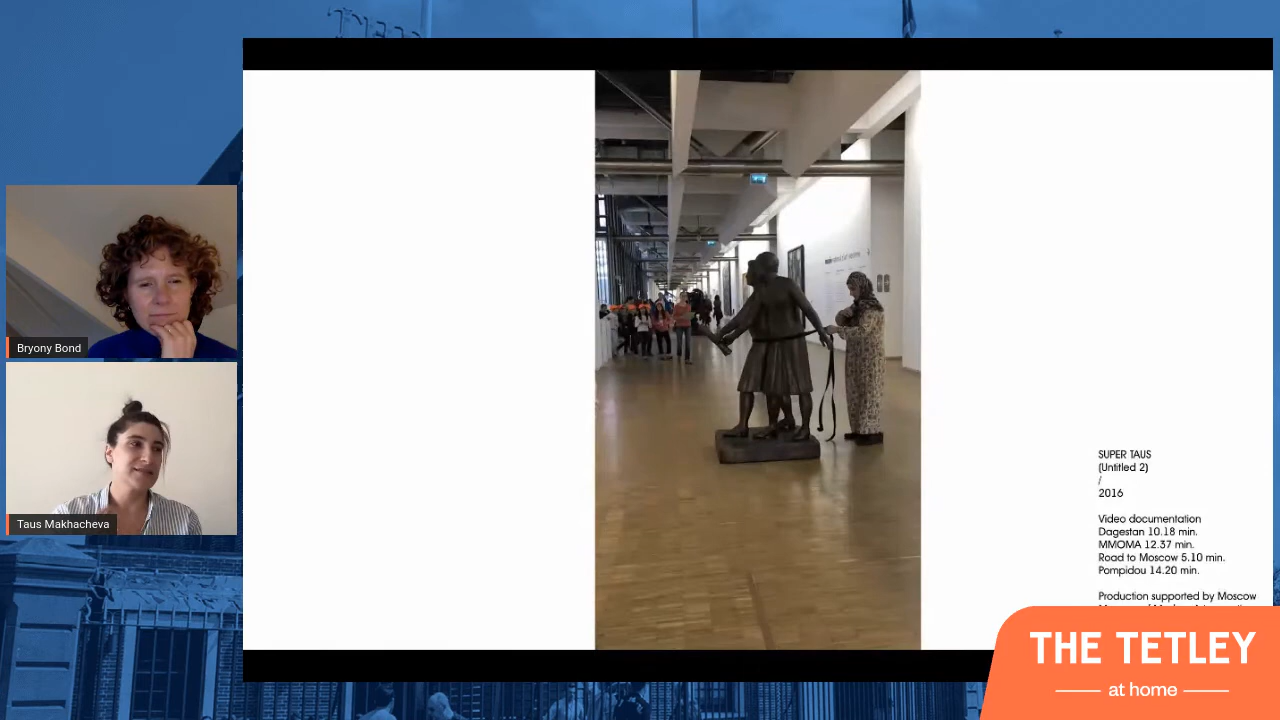 Bryony Bond
Taus Makhacheva
SUPER TAUS
(Untitled 2)
/
2016
Video documentation
Dagestan 10.18 min.
MMOMA 12.37 min.
Road to Moscow 5.10 min.
Pompidou 14.20 min.
Production supported by Moscow
THE TETLEY
at home